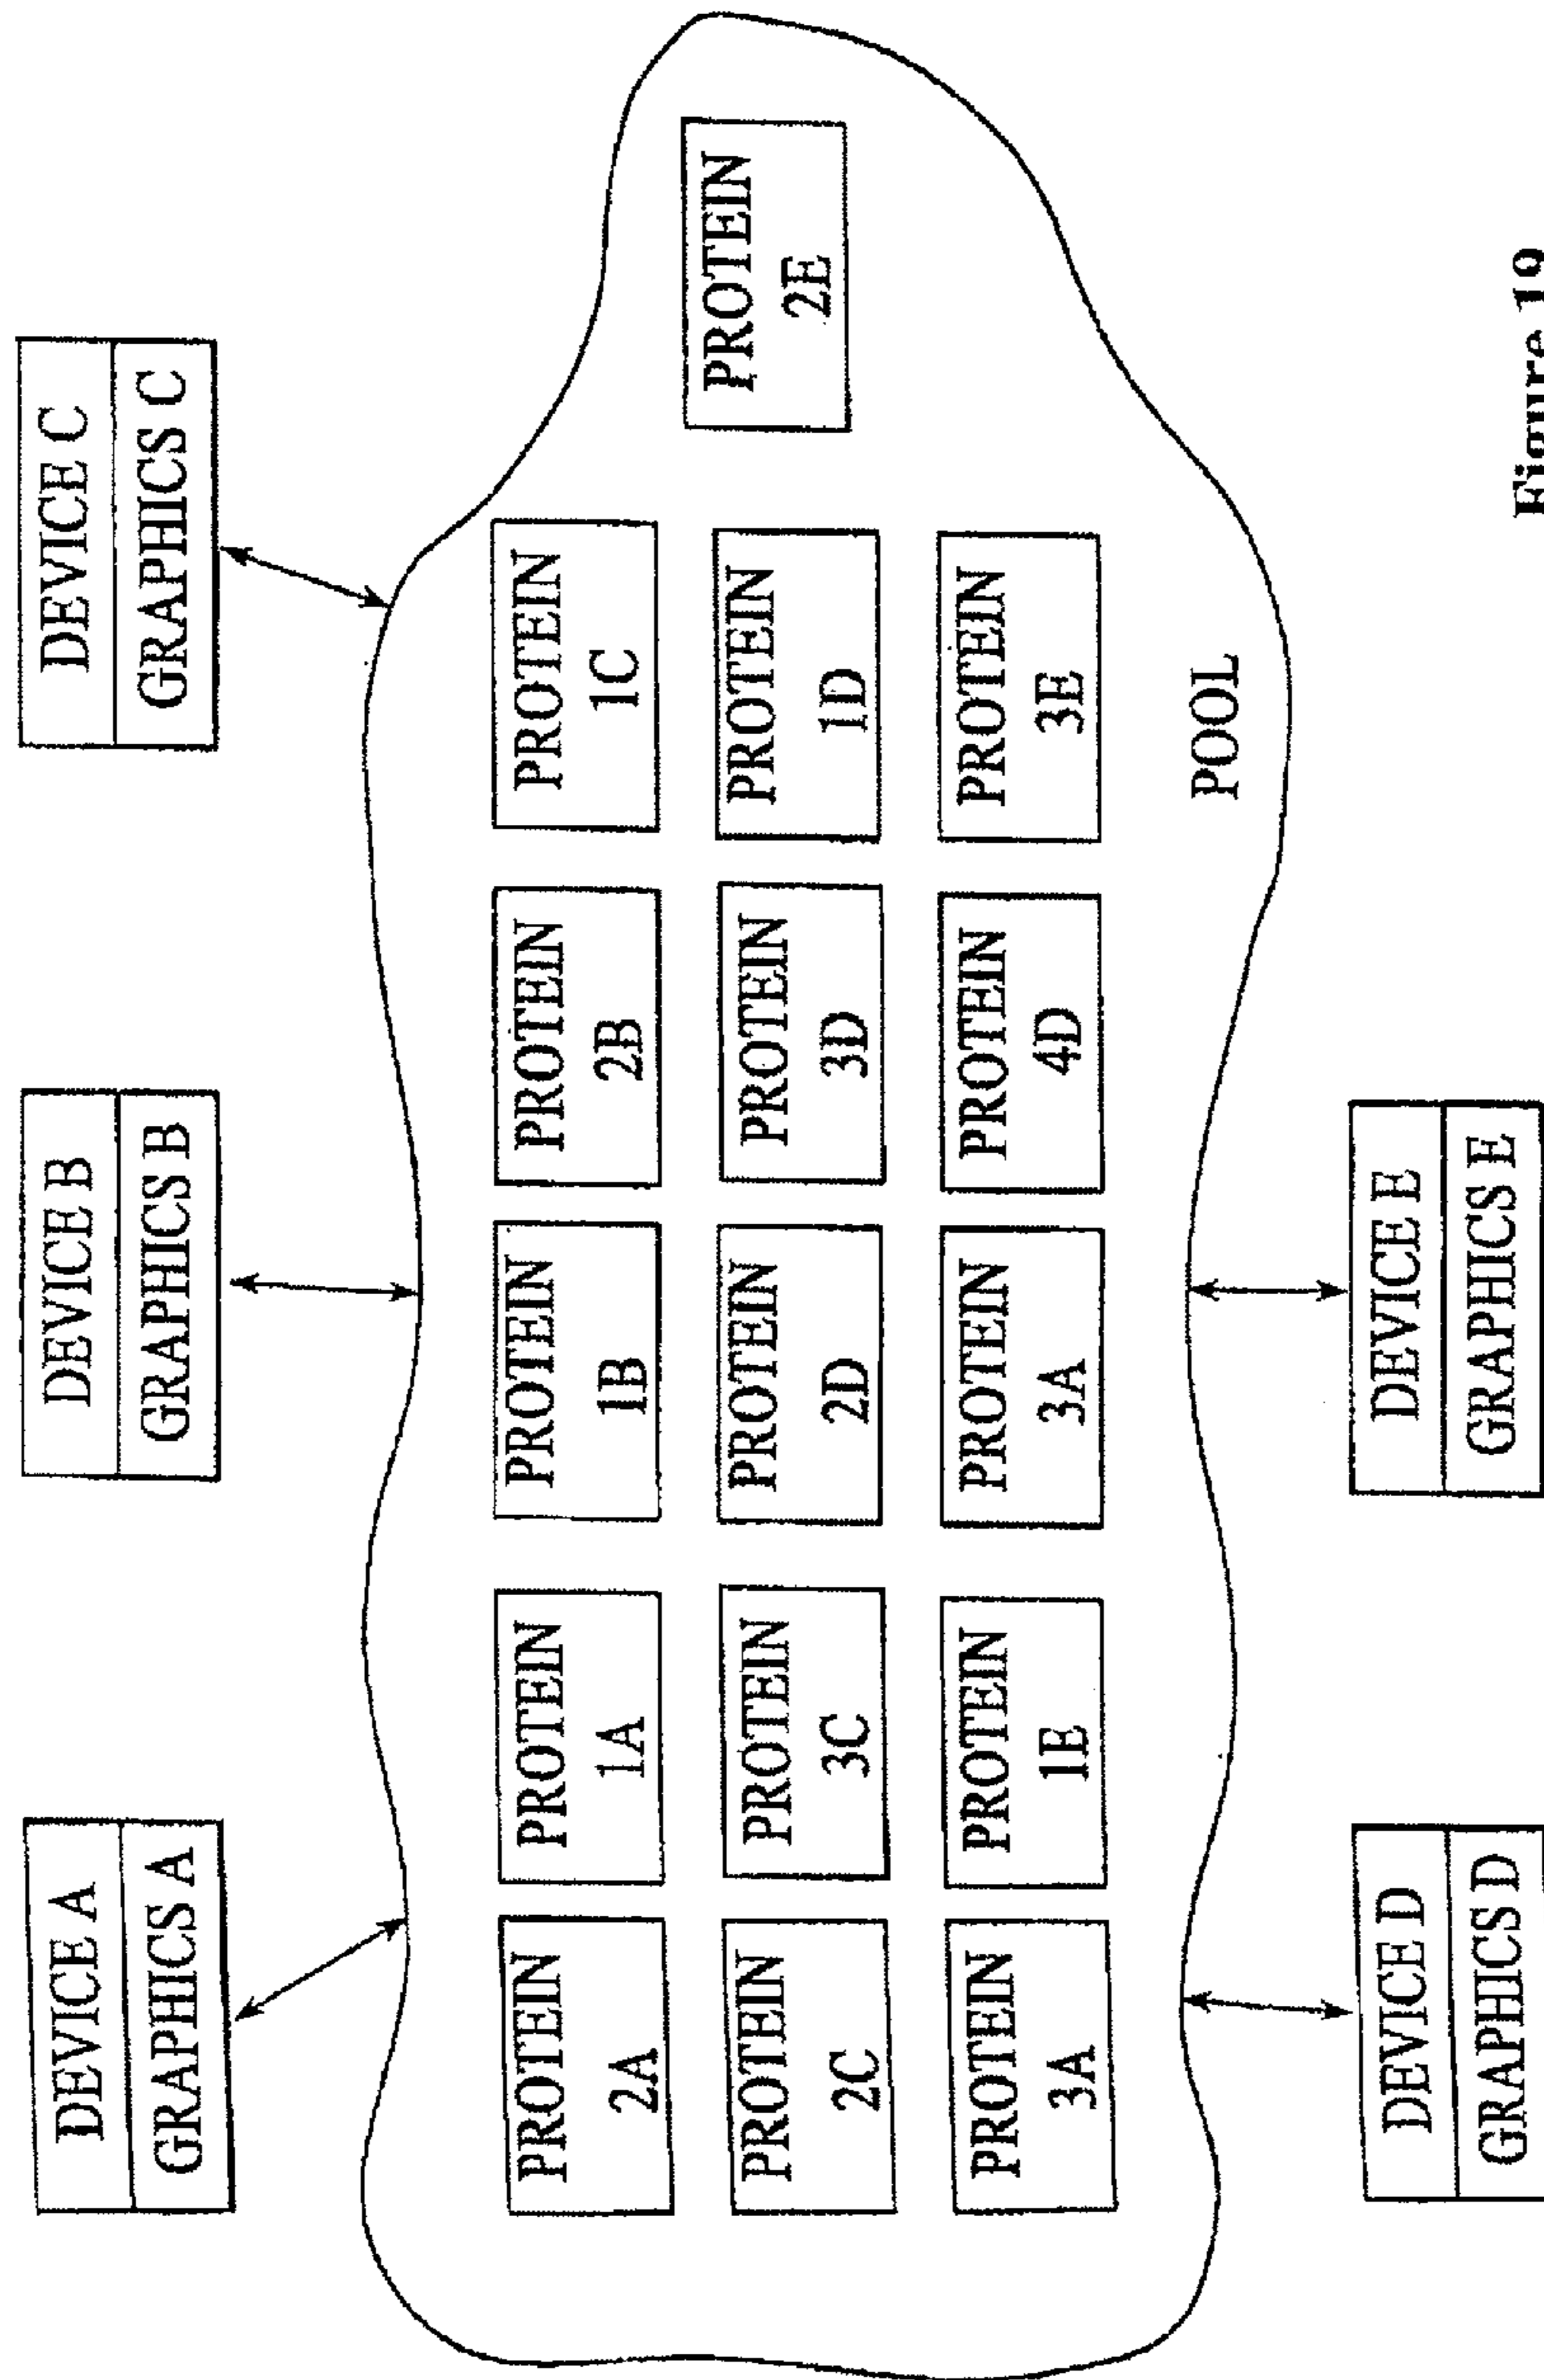 DEVICE A
GRAPHICS A
DEVICE B
GRAPHICS B
DEVICE C
GRAPHICS C
PROTEIN
2A
PROTEIN
1A
PROTEIN
1B
PROTEIN
2B
PROTEIN
1C
PROTEIN
2C
PROTEIN
3C
PROTEIN
2D
PROTEIN
3D
PROTEIN
1D
PROTEIN
2E
PROTEIN
3A
PROTEIN
1E
PROTEIN
3A
PROTEIN
4D
PROTEIN
3E
POOL
DEVICE D
GRAPHICS D
DEVICE E
GRAPHICS E
Figure 19